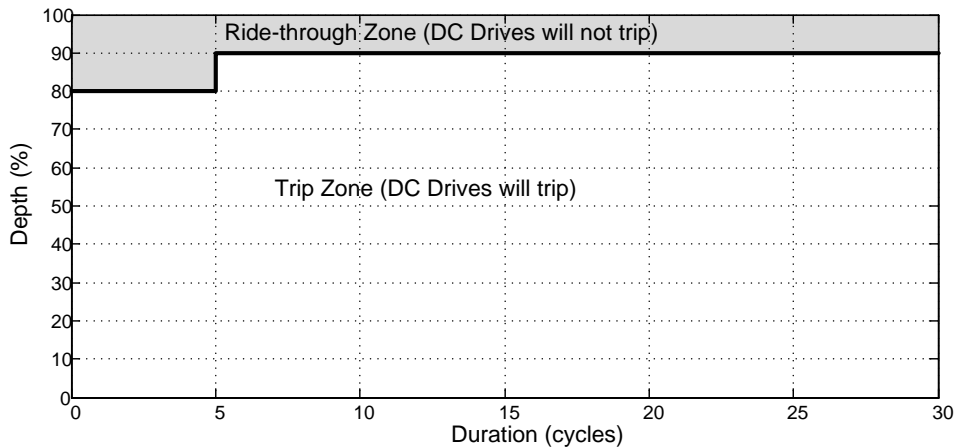 100
90
80
70
60
50
40
30
20
10
0
Depth (%)
Ride-through Zone (DC Drives will not trip)
Trip Zone (DC Drives will trip)
0 5 10 15 20 25 30
Duration (cycles)